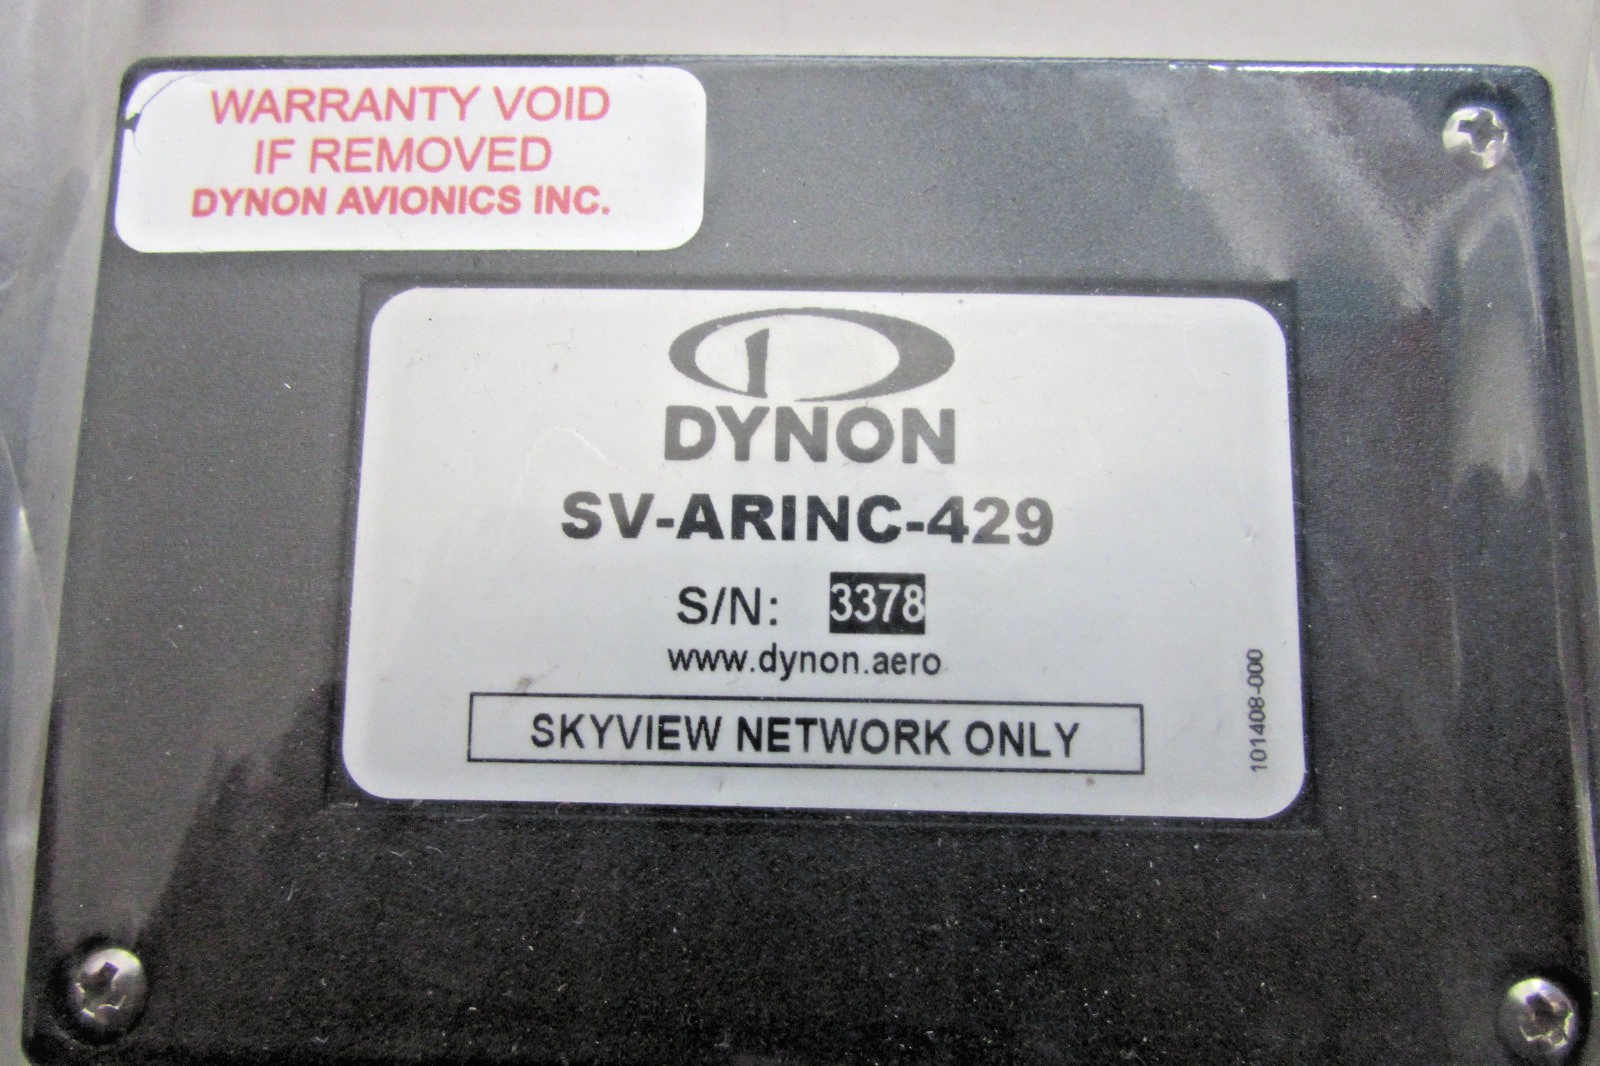 WARRANTY VOID
IF REMOVED
DYNON AVIONICS INC.
DYNON
SV-ARINC-429
S/N: 3378
www.dynon.aero
SKYVIEW NETWORK ONLY
101408-000